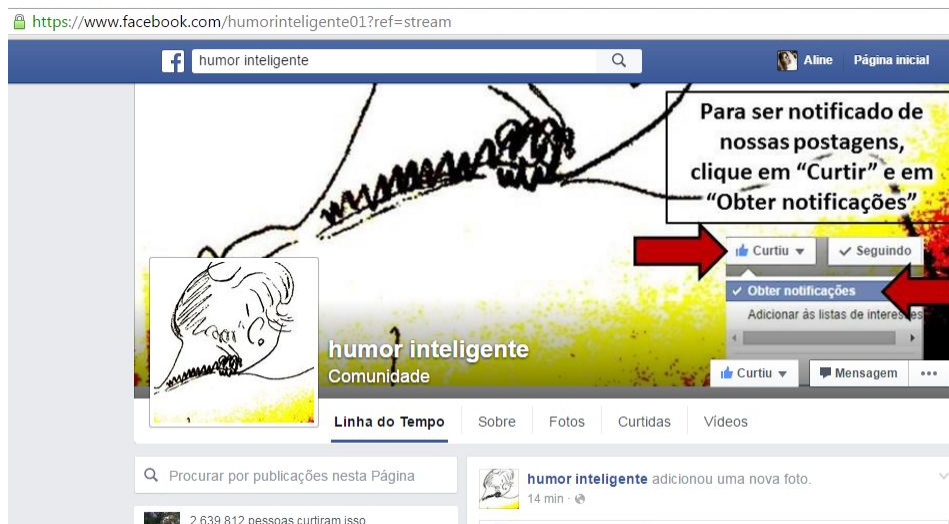 https://www.facebook.com/humorinteligente01?ref=stream
humor inteligente
Aline
Página inicial
Para ser notificado de
nossas postagens,
clique em “Curtir” e em
“Obter notificações”
Curtiu
Seguindo
Obter notificações
Adicionar às listas de interesses
humor inteligente
Comunidade
Curtiu
Mensagem
Linha do Tempo
Sobre
Fotos
Curtidas
Vídeos
Procurar por publicações nesta Página
humor inteligente adicionou uma nova foto.
14 min
2.639.812 pessoas curtiram isso